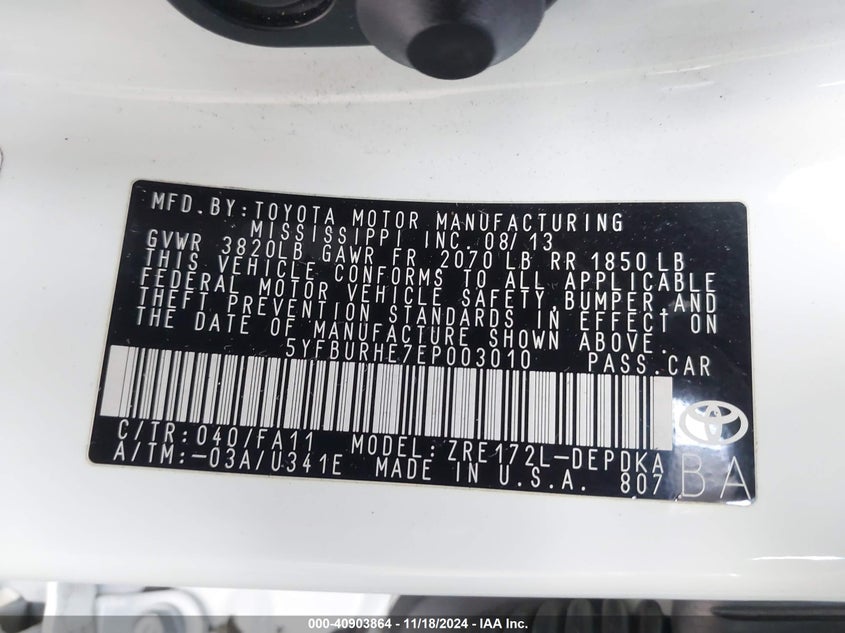 MFD.BY:TOYOTA MOTOR MANUFACTURING
MISSISSIPPI INC. 08/13
GVWR 3820LB GAWR FR 2070 LB RR 1850 LB
THIS VEHICLE CONFORMS TO ALL APPLICABLE
FEDERAL MOTOR VEHICLE SAFETY, BUMPER, AND
THEFT PREVENTION STANDARDS IN EFFECT ON
THE DATE OF MANUFACTURE SHOWN ABOVE.
5YFBURHE7EP003010 PASS.CAR
C/TR:040/FA11 MODEL:ZRE172L-DEPDKA
A/TM:-03A/U341E MADE IN U.S.A. 807
BA
000-40903864 - 11/18/2024 - IAA Inc.